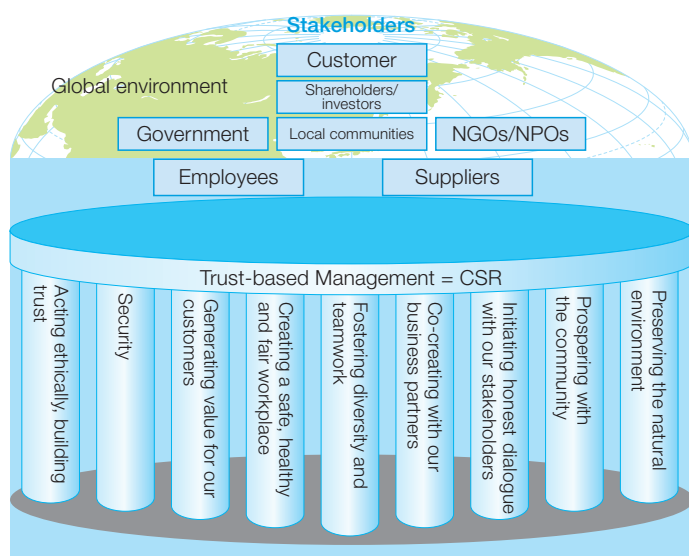 Stakeholders
Customer
Global environment
Shareholders/
investors
Government
Local communities
NGOs/NPOs
Employees
Suppliers
Trust-based Management = CSR
Acting ethically, building
trust
Security
Generating value for our
customers
Creating a safe, healthy
and fair workplace
Fostering diversity and
teamwork
Co-creating with our
business partners
Initiating honest dialogue
with our stakeholders
Prospering with
the community
Preserving the natural
environment